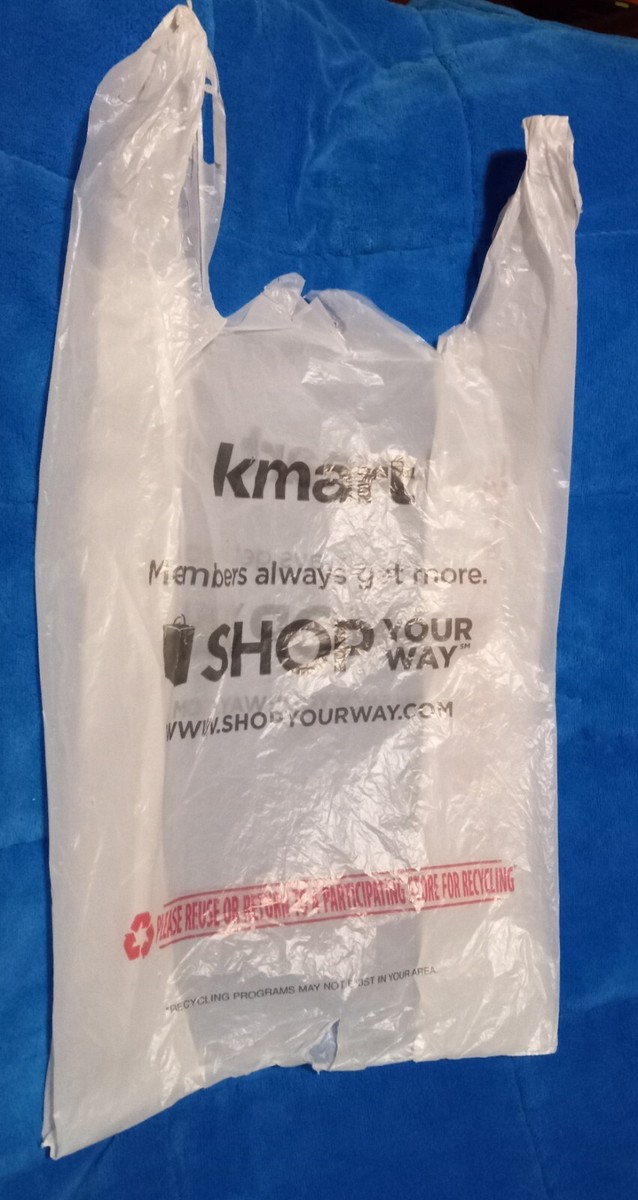 kmart
Members always get more.
SHOP YOUR WAY℠
WWW.SHOPYOURWAY.COM
PLEASE REUSE OR RETURN TO A PARTICIPATING STORE FOR RECYCLING*
*RECYCLING PROGRAMS MAY NOT EXIST IN YOUR AREA.